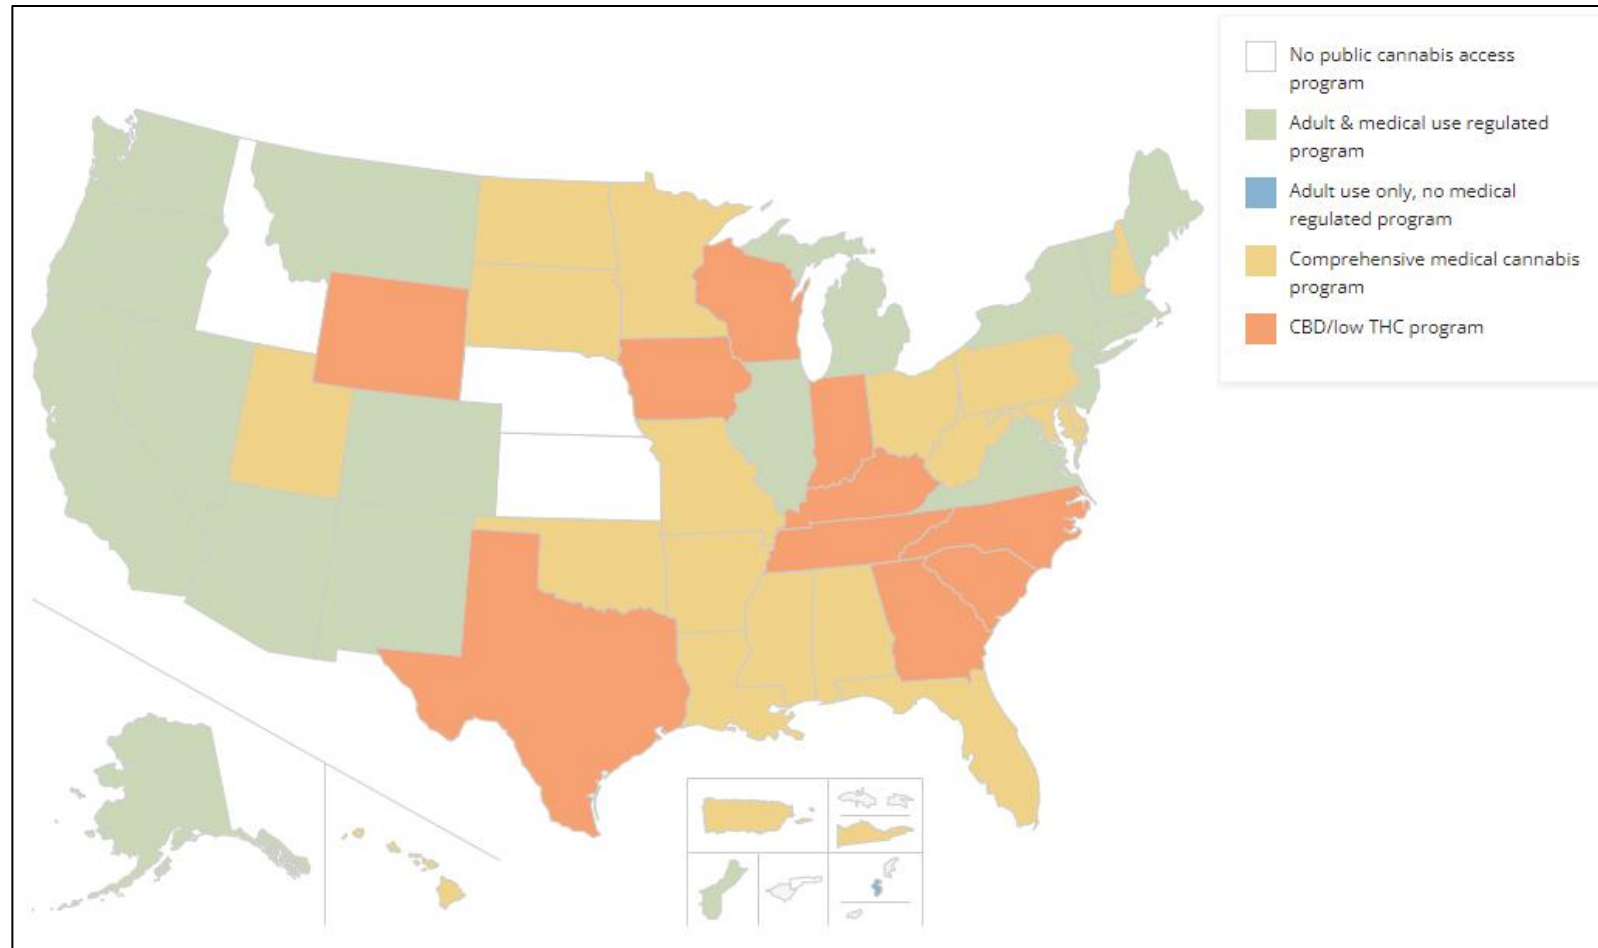 No public cannabis access
program
Adult & medical use regulated
program
Adult use only, no medical
regulated program
Comprehensive medical cannabis
program
CBD/low THC program